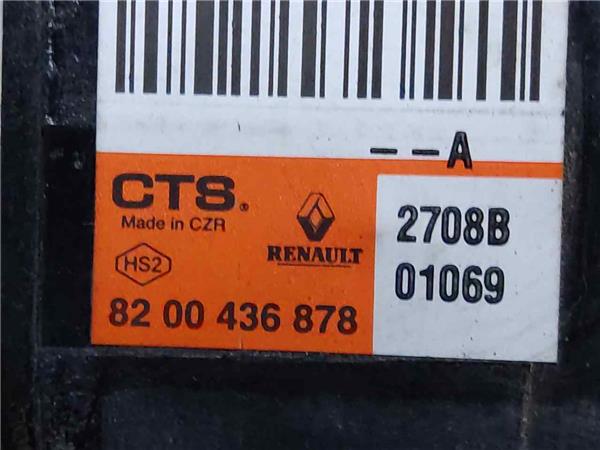 --A
CTS®
Made in CZR
HS2
RENAULT
82 00 436 878
2708B
01069